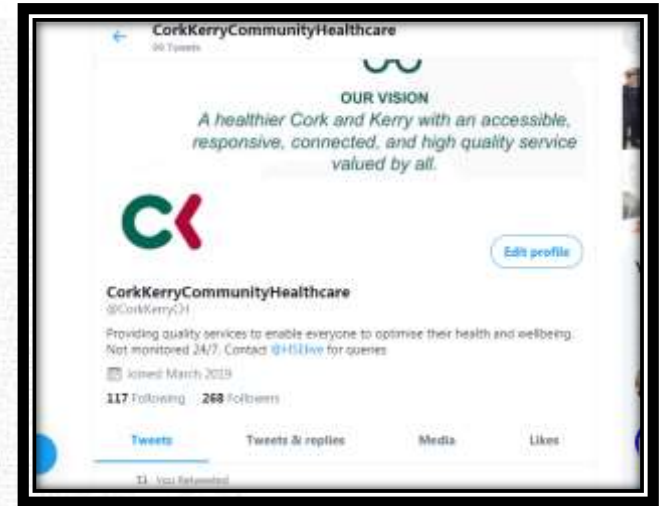 CorkKerryCommunityHealthcare
99 Tweets
OUR VISION
A healthier Cork and Kerry with an accessible,
responsive, connected, and high quality service
valued by all.
CK
Edit profile
CorkKerryCommunityHealthcare
@CorkKerryCH
Providing quality services to enable everyone to optimise their health and wellbeing.
Not monitored 24/7. Contact @HSElive for queries
Joined March 2019
117 Following 268 Followers
Tweets Tweets & replies Media Likes
You Retweeted